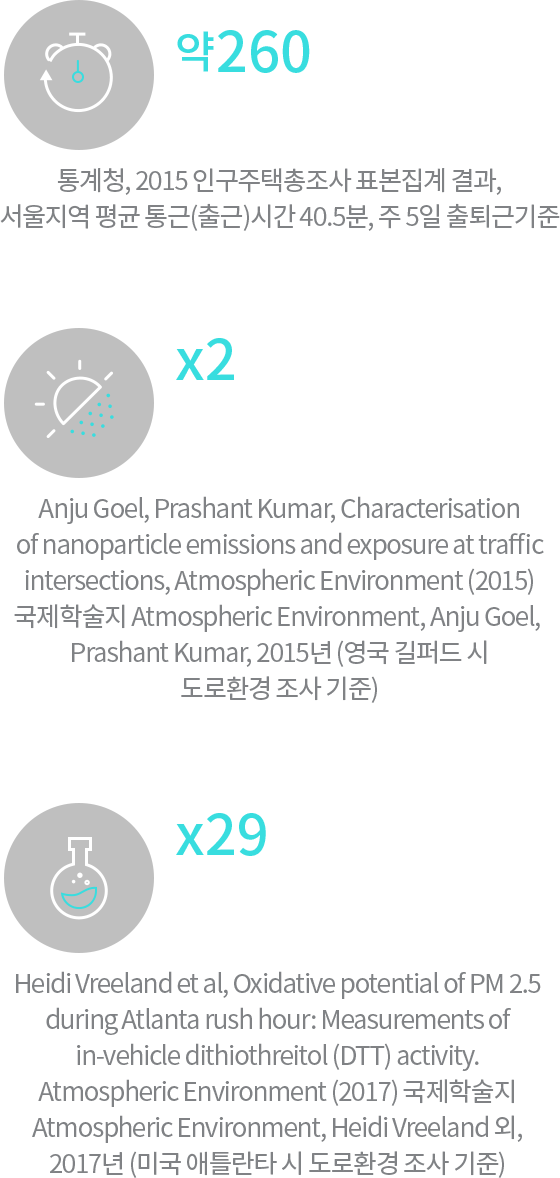 약260
통계청, 2015 인구주택총조사 표본집계 결과,
서울지역 평균 통근(출근)시간 40.5분, 주 5일 출퇴근기준
x2
Anju Goel, Prashant Kumar, Characterisation
of nanoparticle emissions and exposure at traffic
intersections, Atmospheric Environment (2015)
국제학술지 Atmospheric Environment, Anju Goel,
Prashant Kumar, 2015년 (영국 길퍼드 시
도로환경 조사 기준)
x29
Heidi Vreeland et al, Oxidative potential of PM 2.5
during Atlanta rush hour: Measurements of
in-vehicle dithiothreitol (DTT) activity.
Atmospheric Environment (2017) 국제학술지
Atmospheric Environment, Heidi Vreeland 외,
2017년 (미국 애틀란타 시 도로환경 조사 기준)